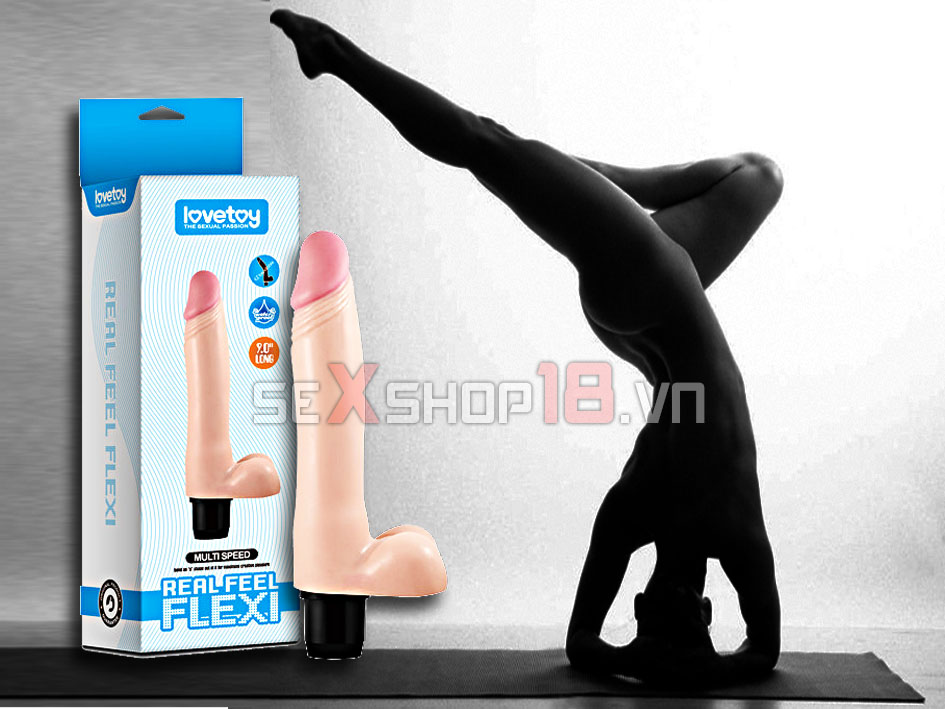 lovetoy
THE SEXUAL PASSION
lovetoy
THE SEXUAL PASSION
REAL FEEL FLEXI
9.0"
LONG
SEXSHOP18.VN
MULTI SPEED
REAL FEEL
FLEXI